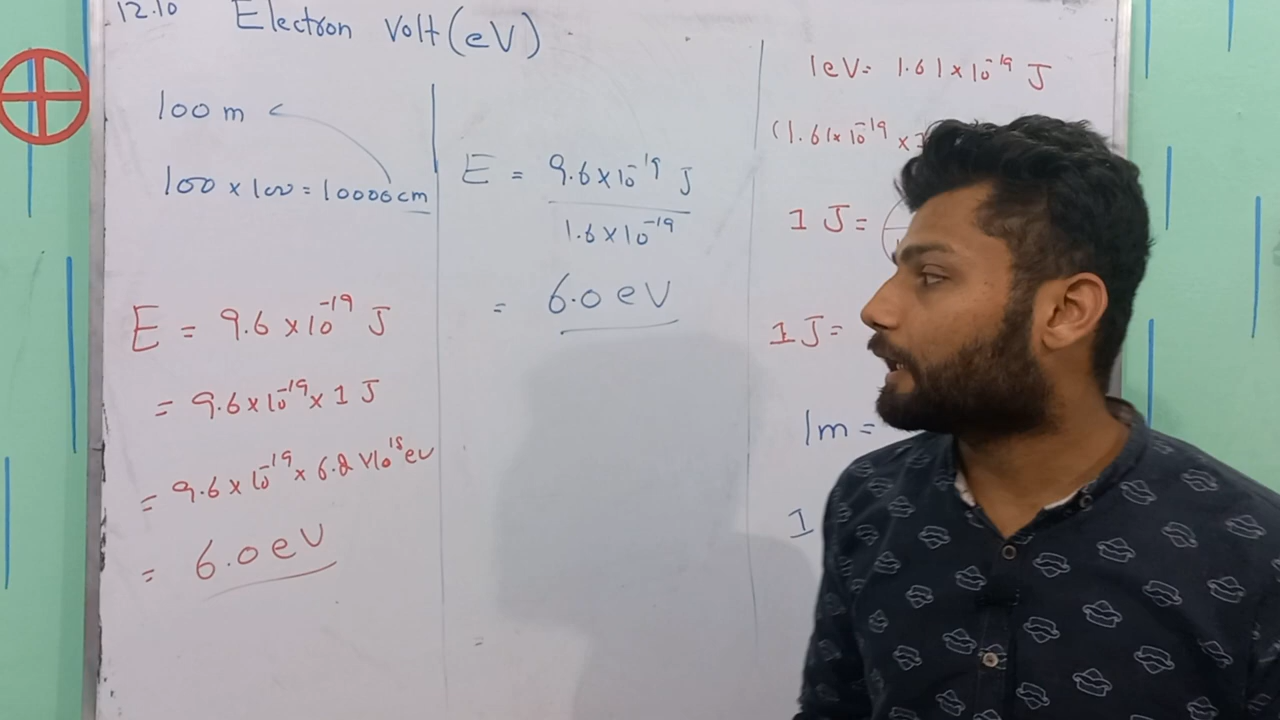 12.10 Electron Volt (eV)
100 m
100 × 100 = 10000 cm
E = 9.6 × 10⁻¹⁹ J
= 9.6 × 10⁻¹⁹ × 1 J
= 9.6 × 10⁻¹⁹ × 6.2 × 10¹⁸ ev
= 6.0 eV
E = 9.6 × 10⁻¹⁹ J
1.6 × 10⁻¹⁹
= 6.0 eV
=
1eV = 1.61 × 10⁻¹⁹ J
(1.61 × 10⁻¹⁹ ×
1 J =
1 J =
1m =
1